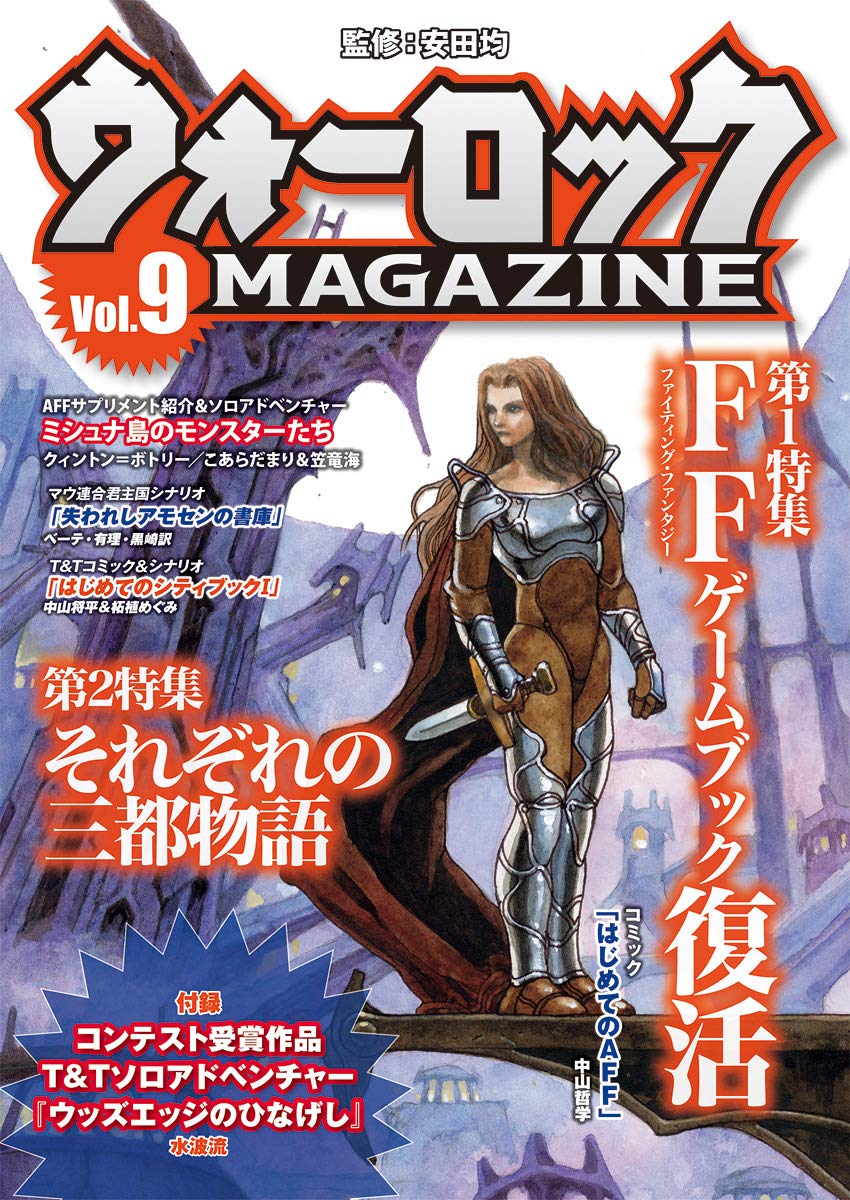 監修：安田均
ウォーロック
MAGAZINE
Vol.9
AFFサプリメント紹介&ソロアドベンチャー
ミシュナ島のモンスターたち
クィントン＝ボトリー／こあらだまり&笠竜海
マウ連合君主国シナリオ
「失われしアモセンの書庫」
ベーテ・有理・黒崎訳
T&Tコミック&シナリオ
「はじめてのシティブックI」
中山将平&柘植めぐみ
第1特集
FFゲームブック復活
ファイティング・ファンタジー
第2特集
それぞれの
三都物語
コミック
「はじめてのAFF」
中山哲学
付録
コンテスト受賞作品
T&Tソロアドベンチャー
『ウッズエッジのひなげし』
水波流